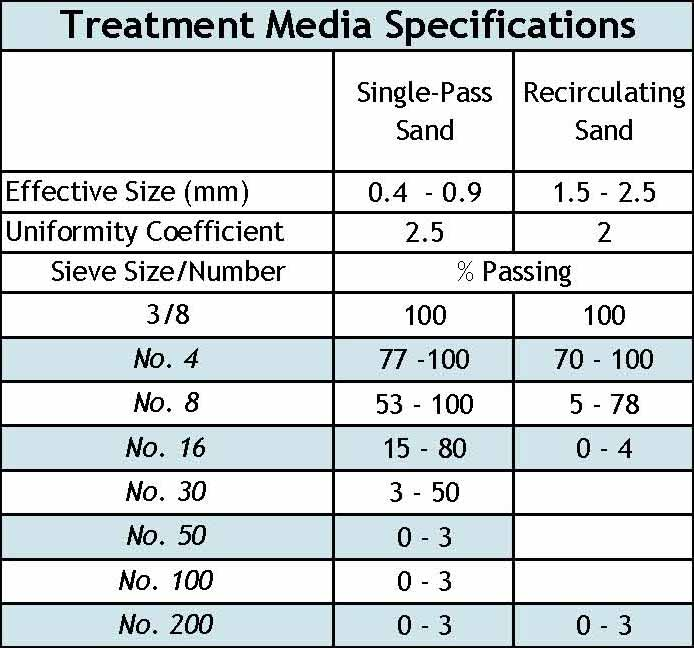 Treatment Media Specifications
Single-Pass Recirculating
Sand Sand
Effective Size (mm) 0.4 - 0.9 1.5 - 2.5
Uniformity Coefficient 2.5 2
Sieve Size/Number % Passing
3/8 100 100
No. 4 77 -100 70 - 100
No. 8 53 - 100 5 - 78
No. 16 15 - 80 0 - 4
No. 30 3 - 50
No. 50 0 - 3
No. 100 0 - 3
No. 200 0 - 3 0 - 3